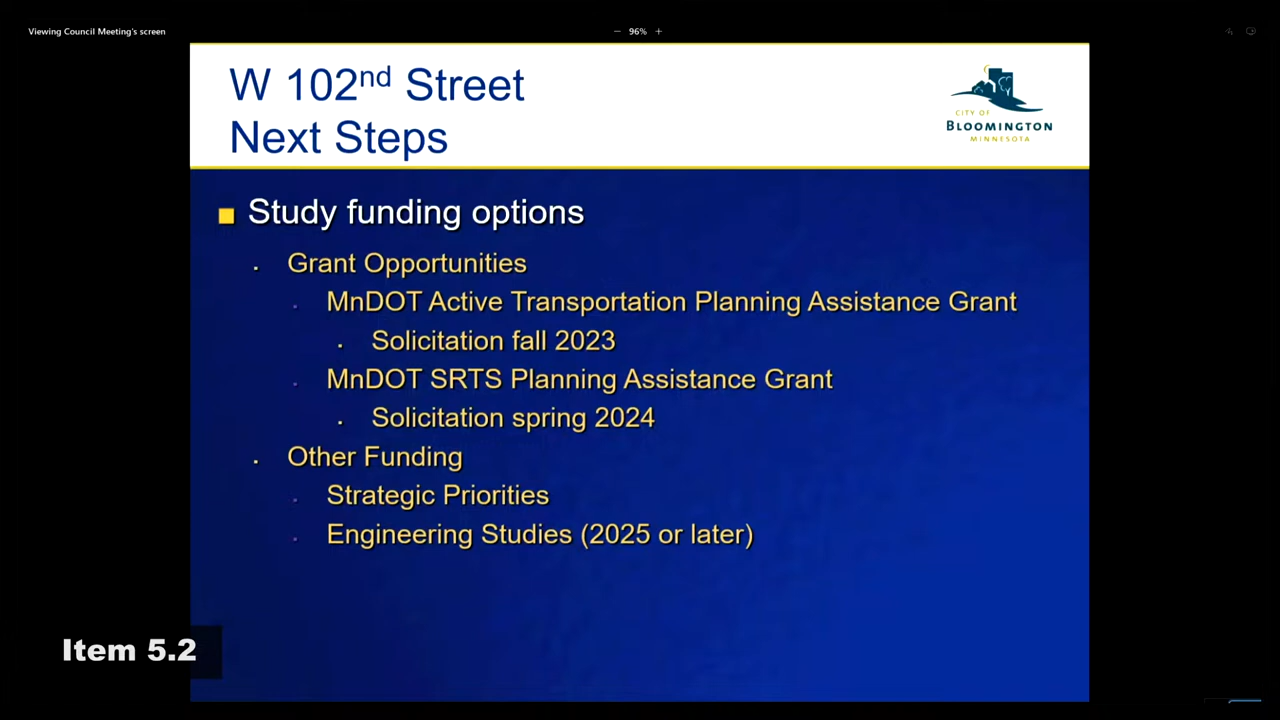 Viewing Council Meeting's screen
− 96% +
W 102nd Street
Next Steps
CITY OF
BLOOMINGTON
MINNESOTA
Study funding options
Grant Opportunities
MnDOT Active Transportation Planning Assistance Grant
Solicitation fall 2023
MnDOT SRTS Planning Assistance Grant
Solicitation spring 2024
Other Funding
Strategic Priorities
Engineering Studies (2025 or later)
Item 5.2